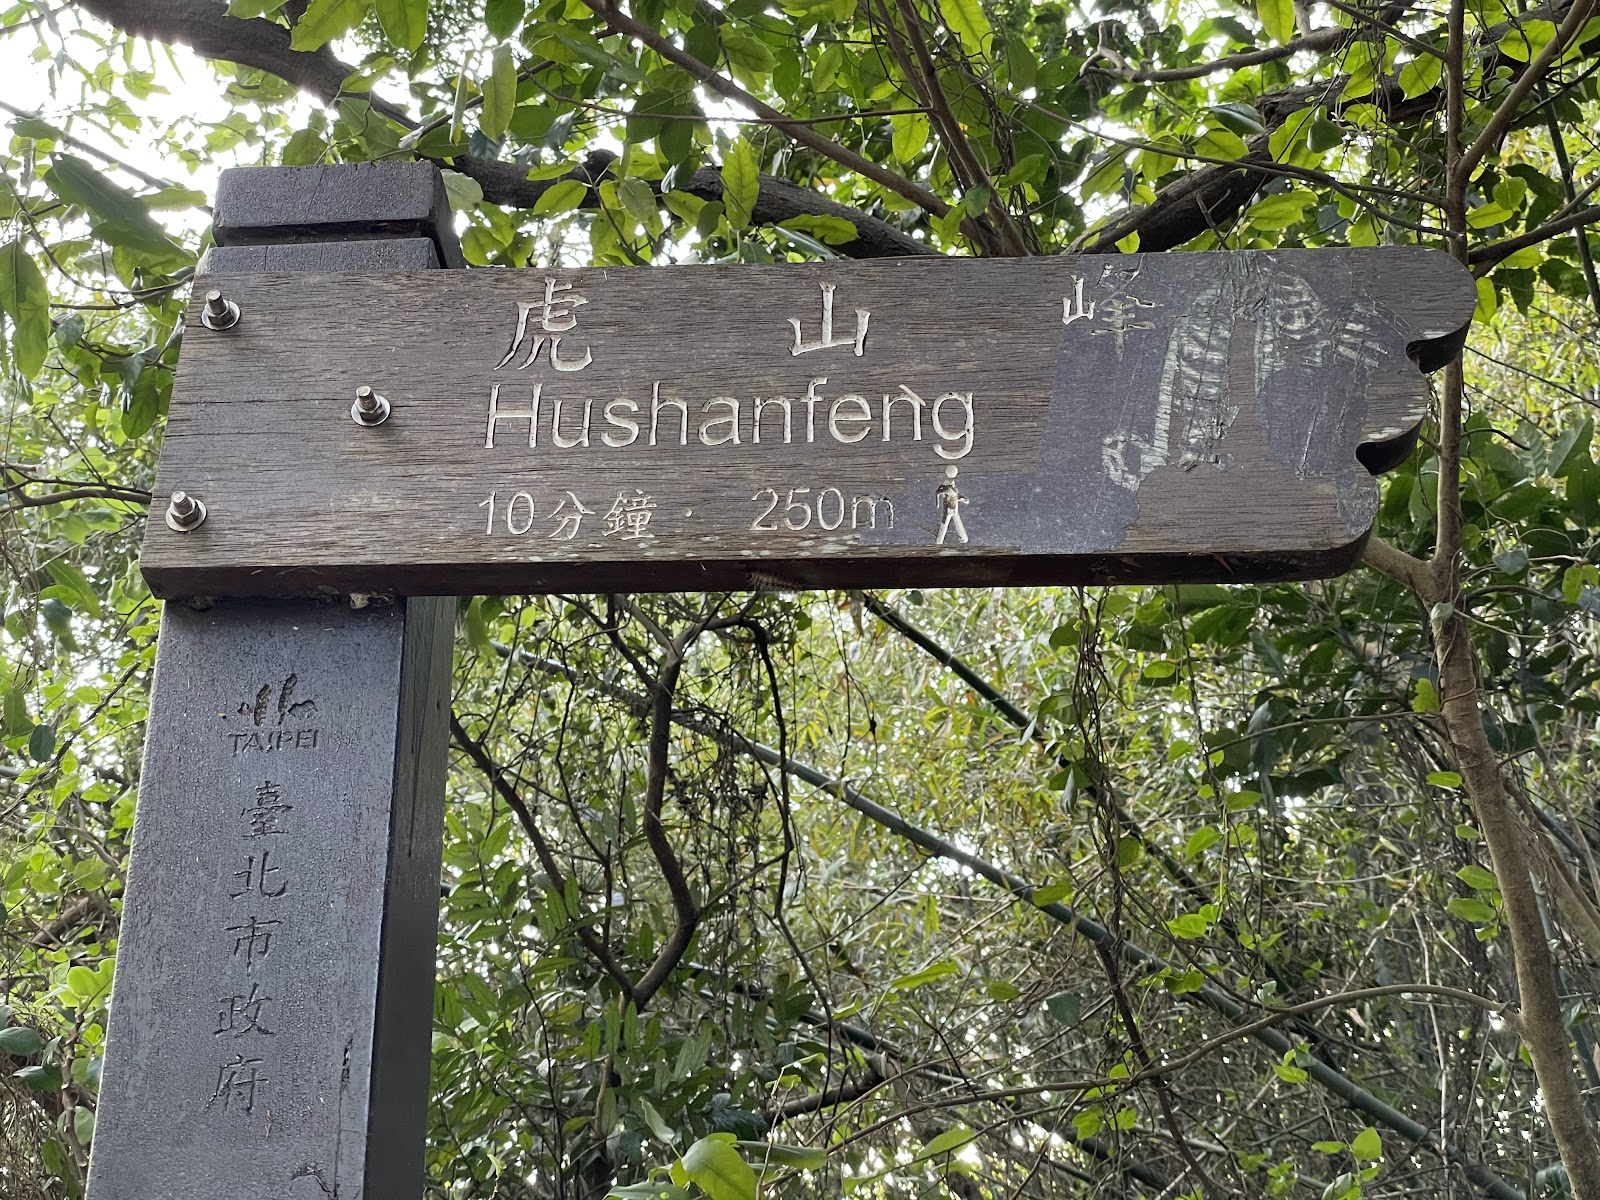 虎 山 峰
Hushanfeng
10分鐘 · 250m
TAIPEI
臺北市政府